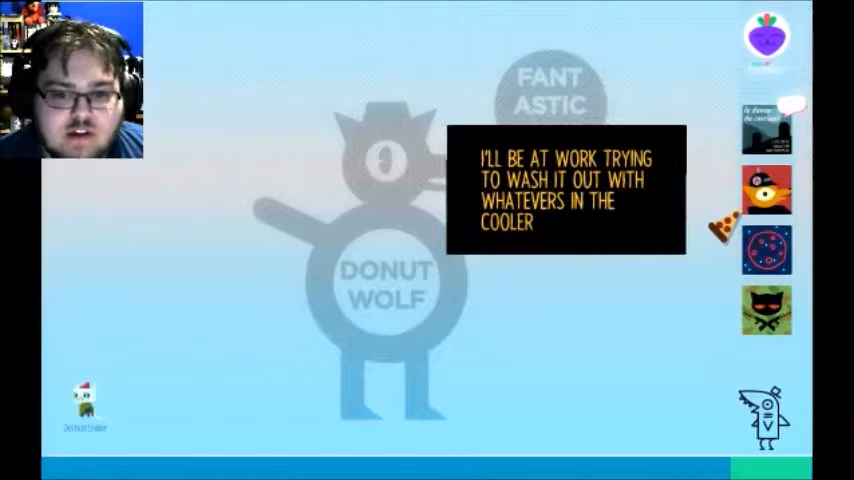 FANT
ASTIC
I'LL BE AT WORK TRYING
TO WASH IT OUT WITH
WHATEVERS IN THE
COOLER
DONUT
WOLF